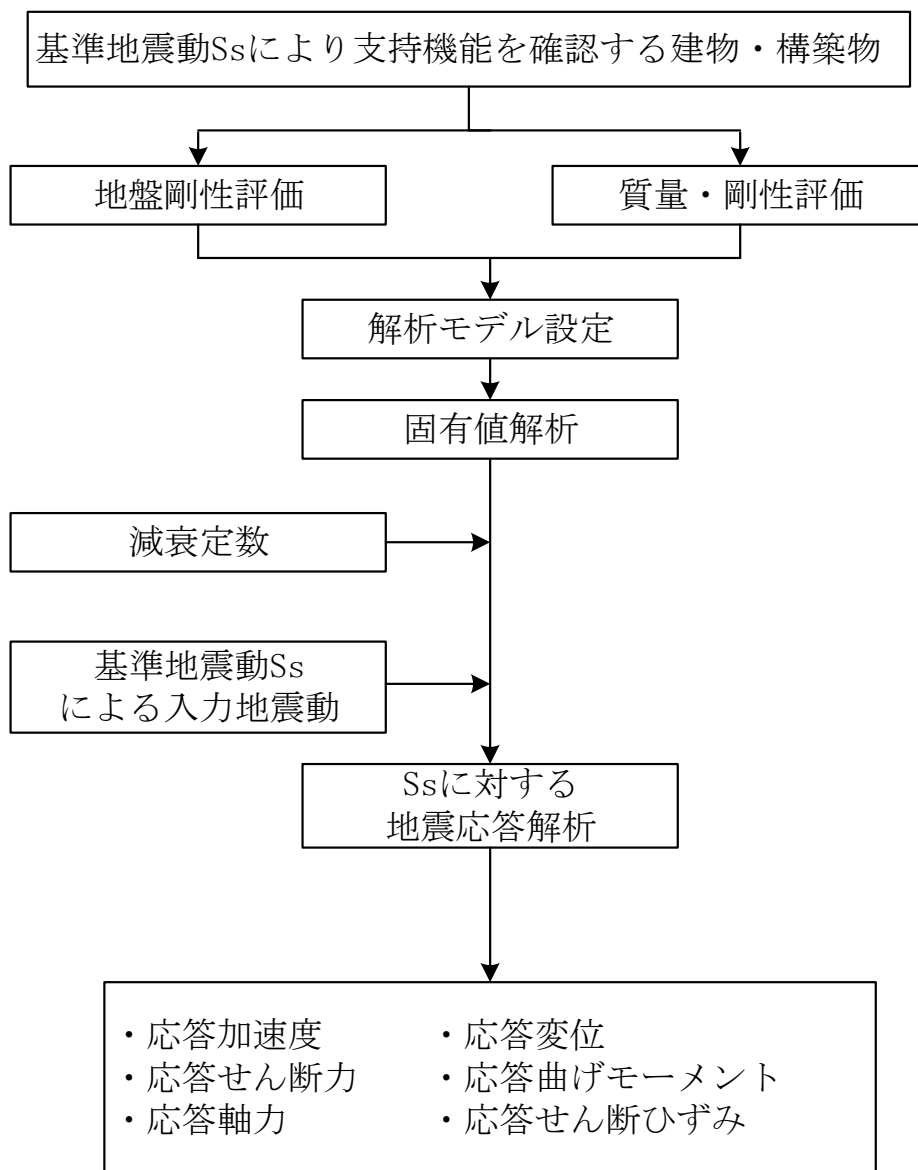 基準地震動Ssにより支持機能を確認する建物・構築物
地盤剛性評価
質量・剛性評価
解析モデル設定
固有値解析
減衰定数
基準地震動Ss
による入力地震動
Ssに対する
地震応答解析
・応答加速度
・応答変位
・応答せん断力
・応答曲げモーメント
・応答軸力
・応答せん断ひずみ